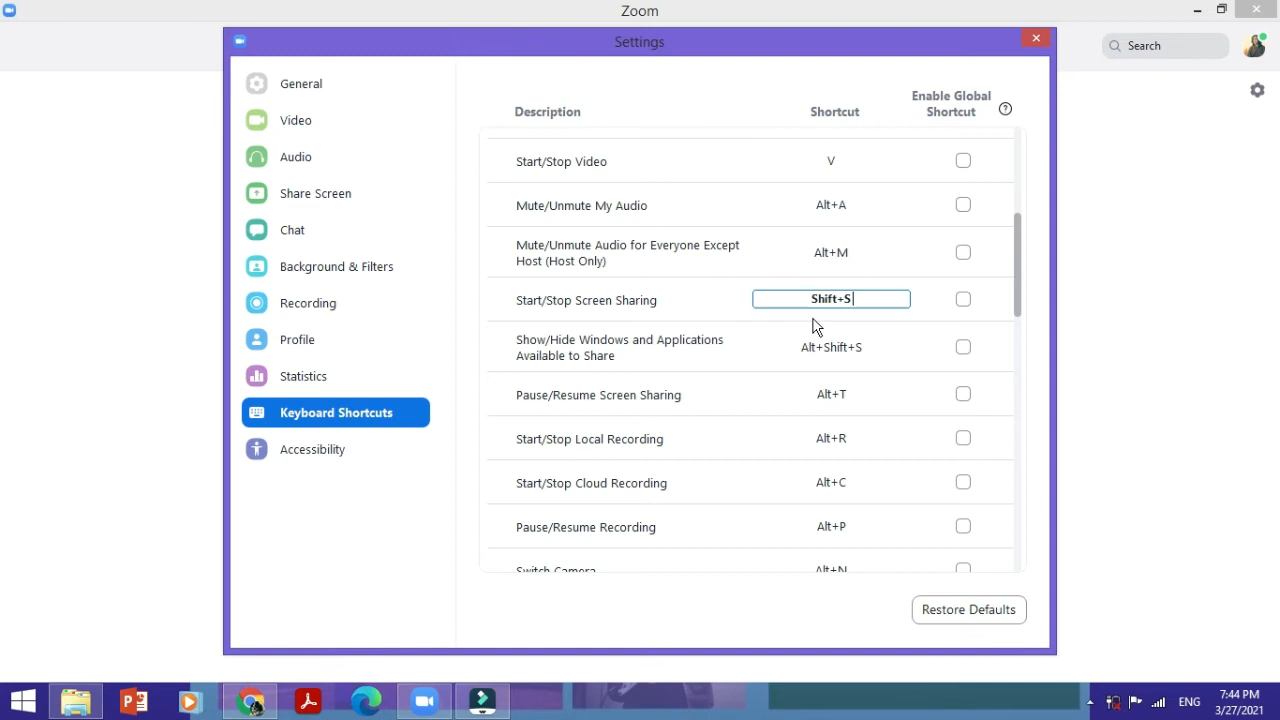 Zoom
Settings
Search
General
Video
Audio
Share Screen
Chat
Background & Filters
Recording
Profile
Statistics
Keyboard Shortcuts
Accessibility
Description
Shortcut
Enable Global
Shortcut
Start/Stop Video
V
Mute/Unmute My Audio
Alt+A
Mute/Unmute Audio for Everyone Except
Host (Host Only)
Alt+M
Start/Stop Screen Sharing
Shift+S
Show/Hide Windows and Applications
Available to Share
Alt+Shift+S
Pause/Resume Screen Sharing
Alt+T
Start/Stop Local Recording
Alt+R
Start/Stop Cloud Recording
Alt+C
Pause/Resume Recording
Alt+P
Switch Camera
Alt+N
Restore Defaults
ENG
7:44 PM
3/27/2021